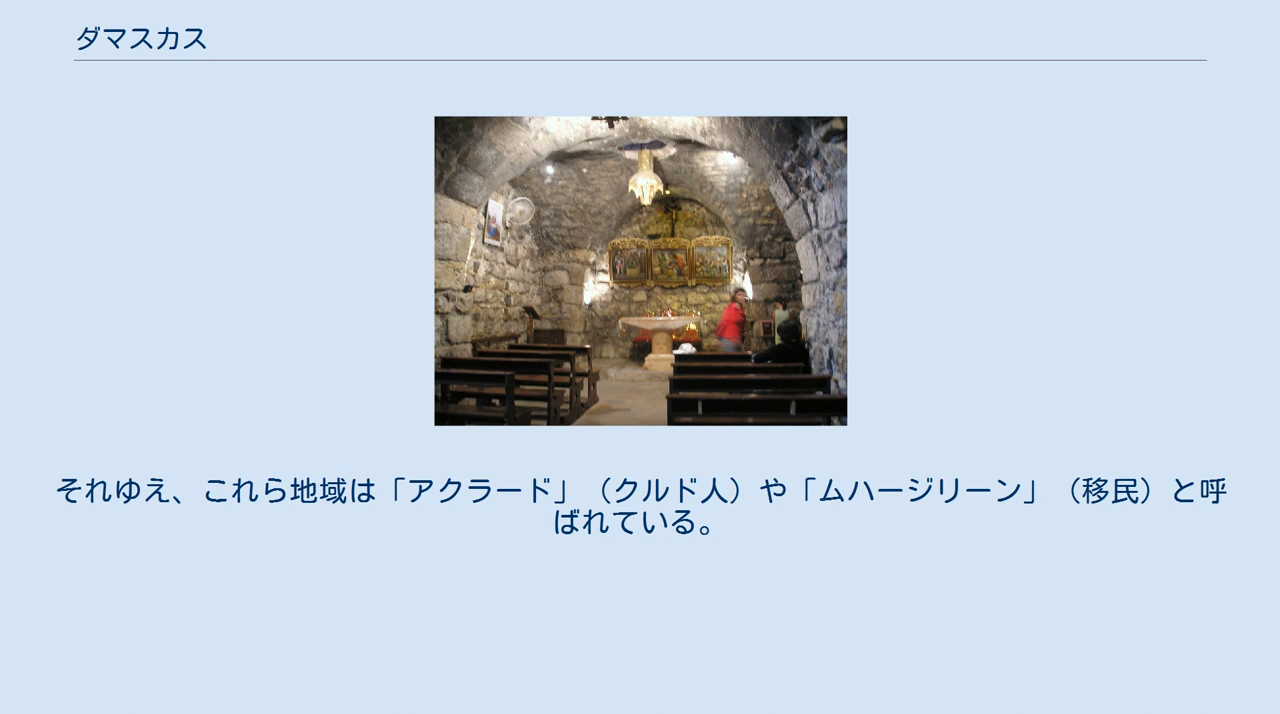 ダマスカス
それゆえ、これら地域は「アクラード」（クルド人）や「ムハージリーン」（移民）と呼
ばれている。